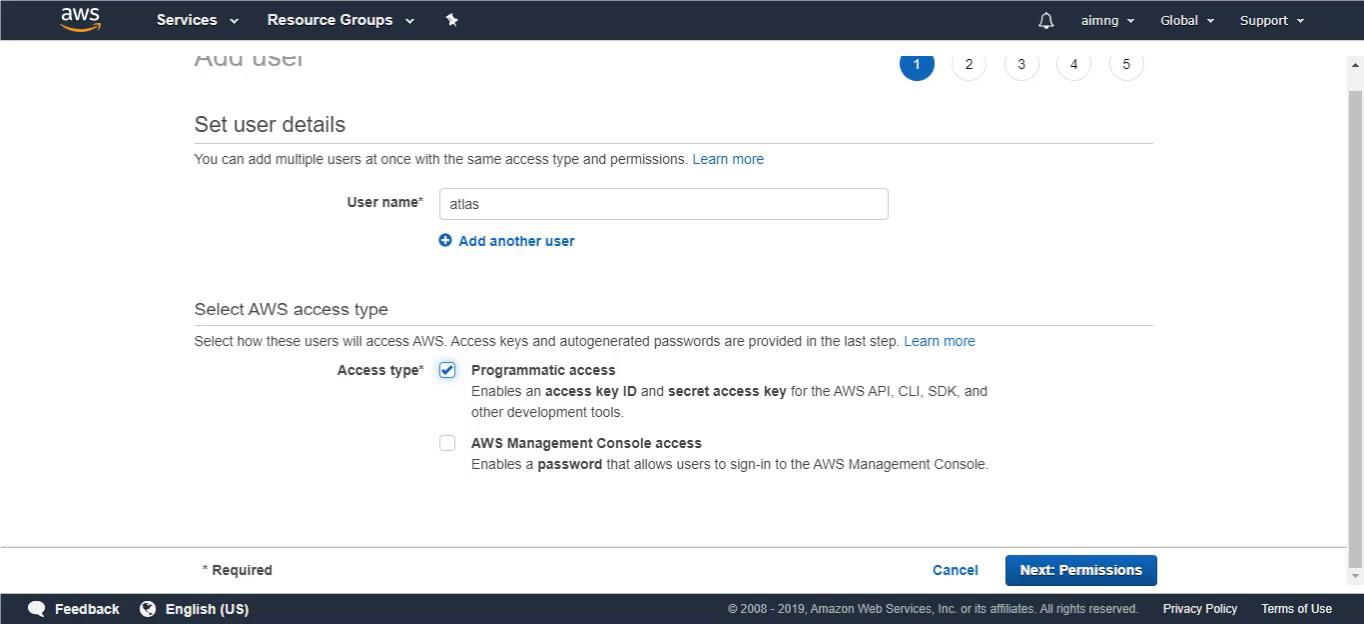 aws Services Resource Groups aimng Global Support
Add user 1 2 3 4 5
Set user details
You can add multiple users at once with the same access type and permissions. Learn more
User name* atlas
Add another user
Select AWS access type
Select how these users will access AWS. Access keys and autogenerated passwords are provided in the last step. Learn more
Access type* Programmatic access
Enables an access key ID and secret access key for the AWS API, CLI, SDK, and
other development tools.
AWS Management Console access
Enables a password that allows users to sign-in to the AWS Management Console.
* Required Cancel Next: Permissions
Feedback English (US) © 2008 - 2019, Amazon Web Services, Inc. or its affiliates. All rights reserved. Privacy Policy Terms of Use